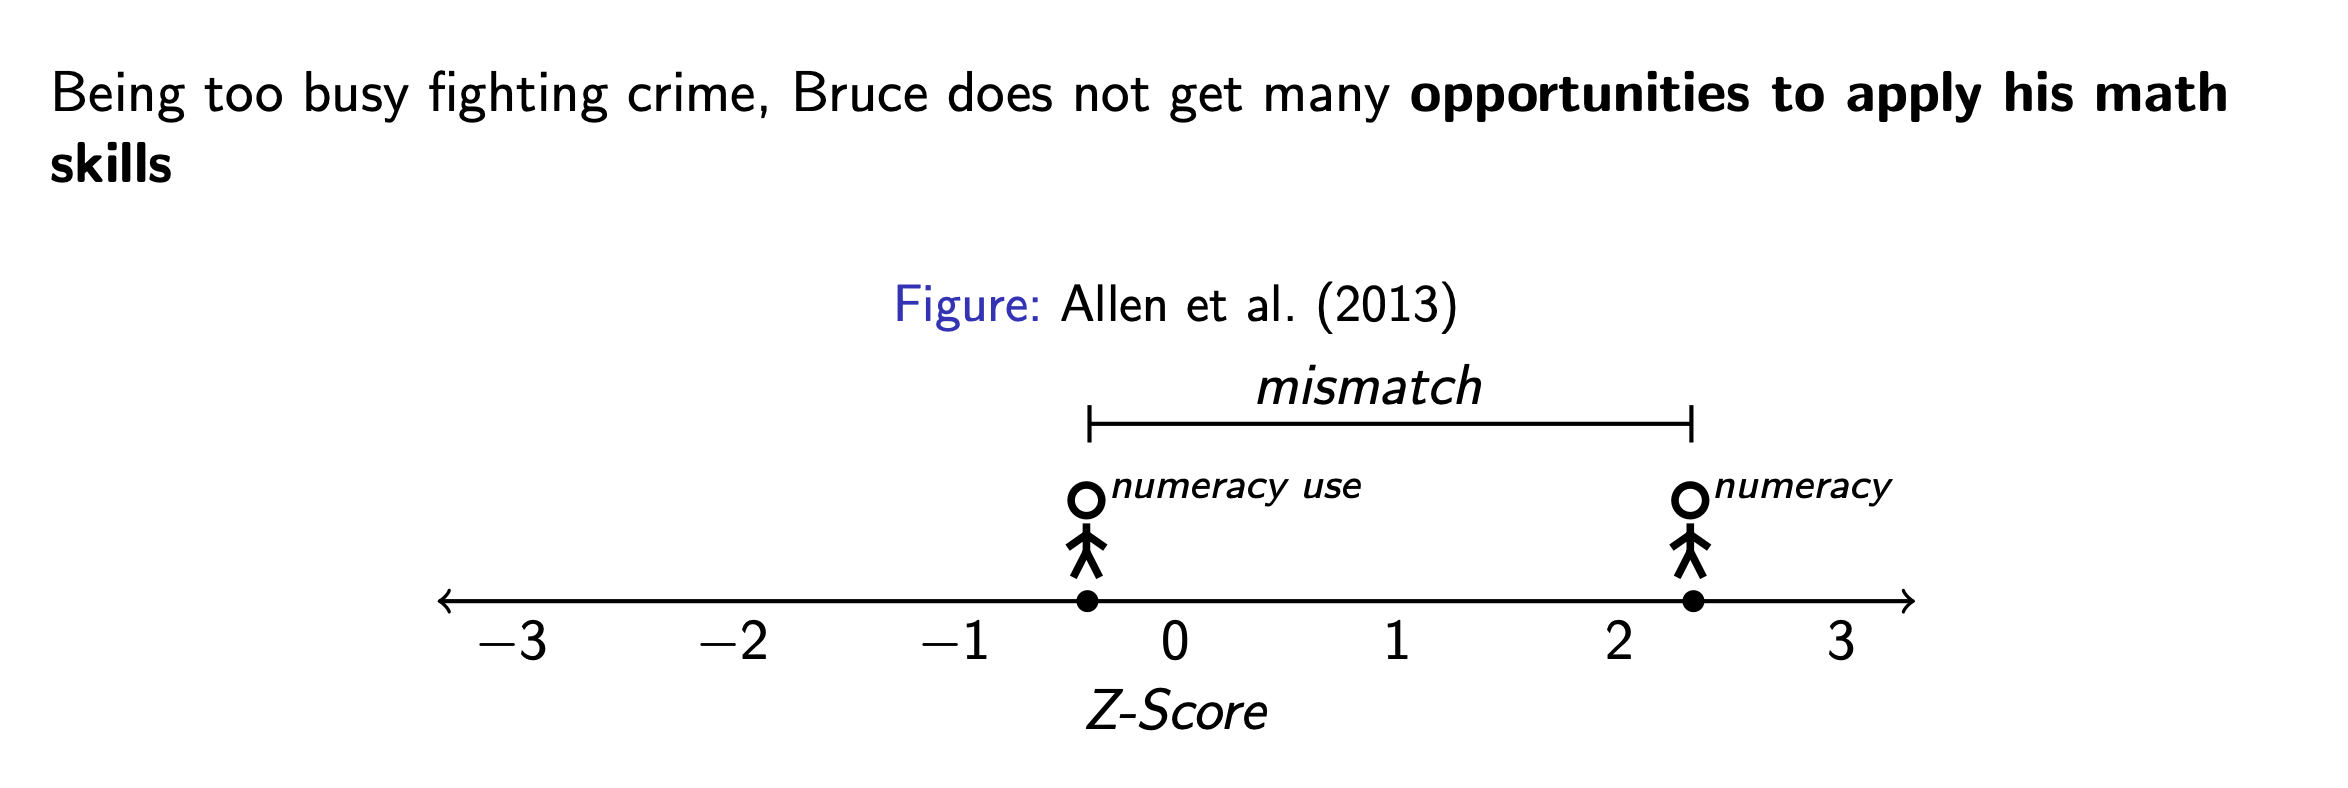 Being too busy fighting crime, Bruce does not get many opportunities to apply his math
skills
Figure: Allen et al. (2013)
mismatch
numeracy use numeracy
−3 −2 −1 0 1 2 3
Z-Score